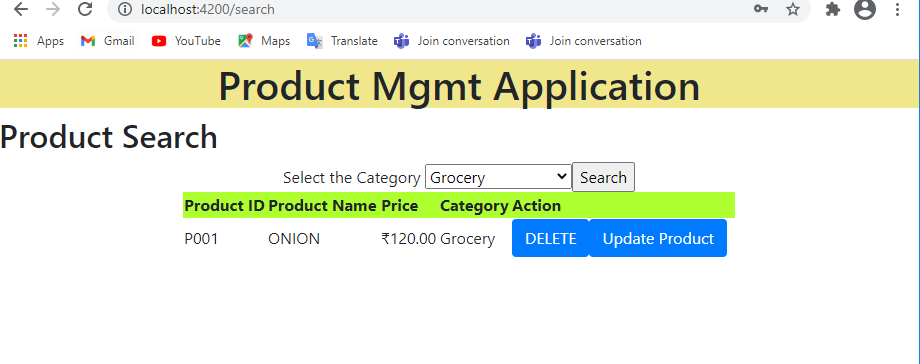 localhost:4200/search
Apps Gmail YouTube Maps Translate Join conversation Join conversation
Product Mgmt Application
Product Search
Select the Category Grocery Search
Product ID Product Name Price Category Action
P001 ONION ₹120.00 Grocery DELETE Update Product